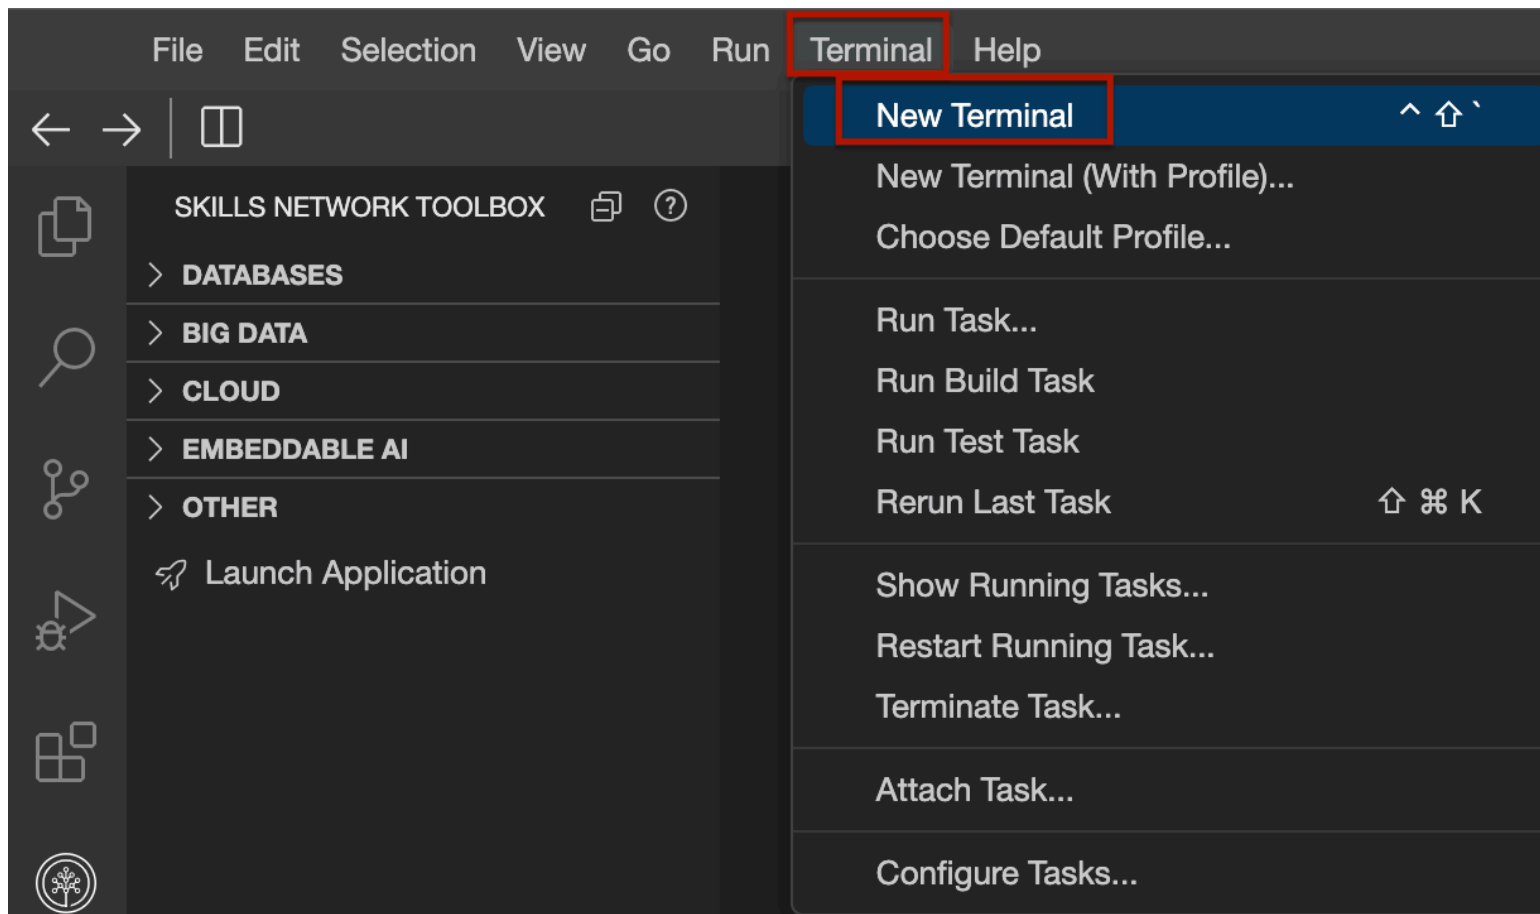 File Edit Selection View Go Run Terminal Help
SKILLS NETWORK TOOLBOX
DATABASES
BIG DATA
CLOUD
EMBEDDABLE AI
OTHER
Launch Application
New Terminal ^ ⇧ `
New Terminal (With Profile)...
Choose Default Profile...
Run Task...
Run Build Task
Run Test Task
Rerun Last Task ⇧ ⌘ K
Show Running Tasks...
Restart Running Task...
Terminate Task...
Attach Task...
Configure Tasks...